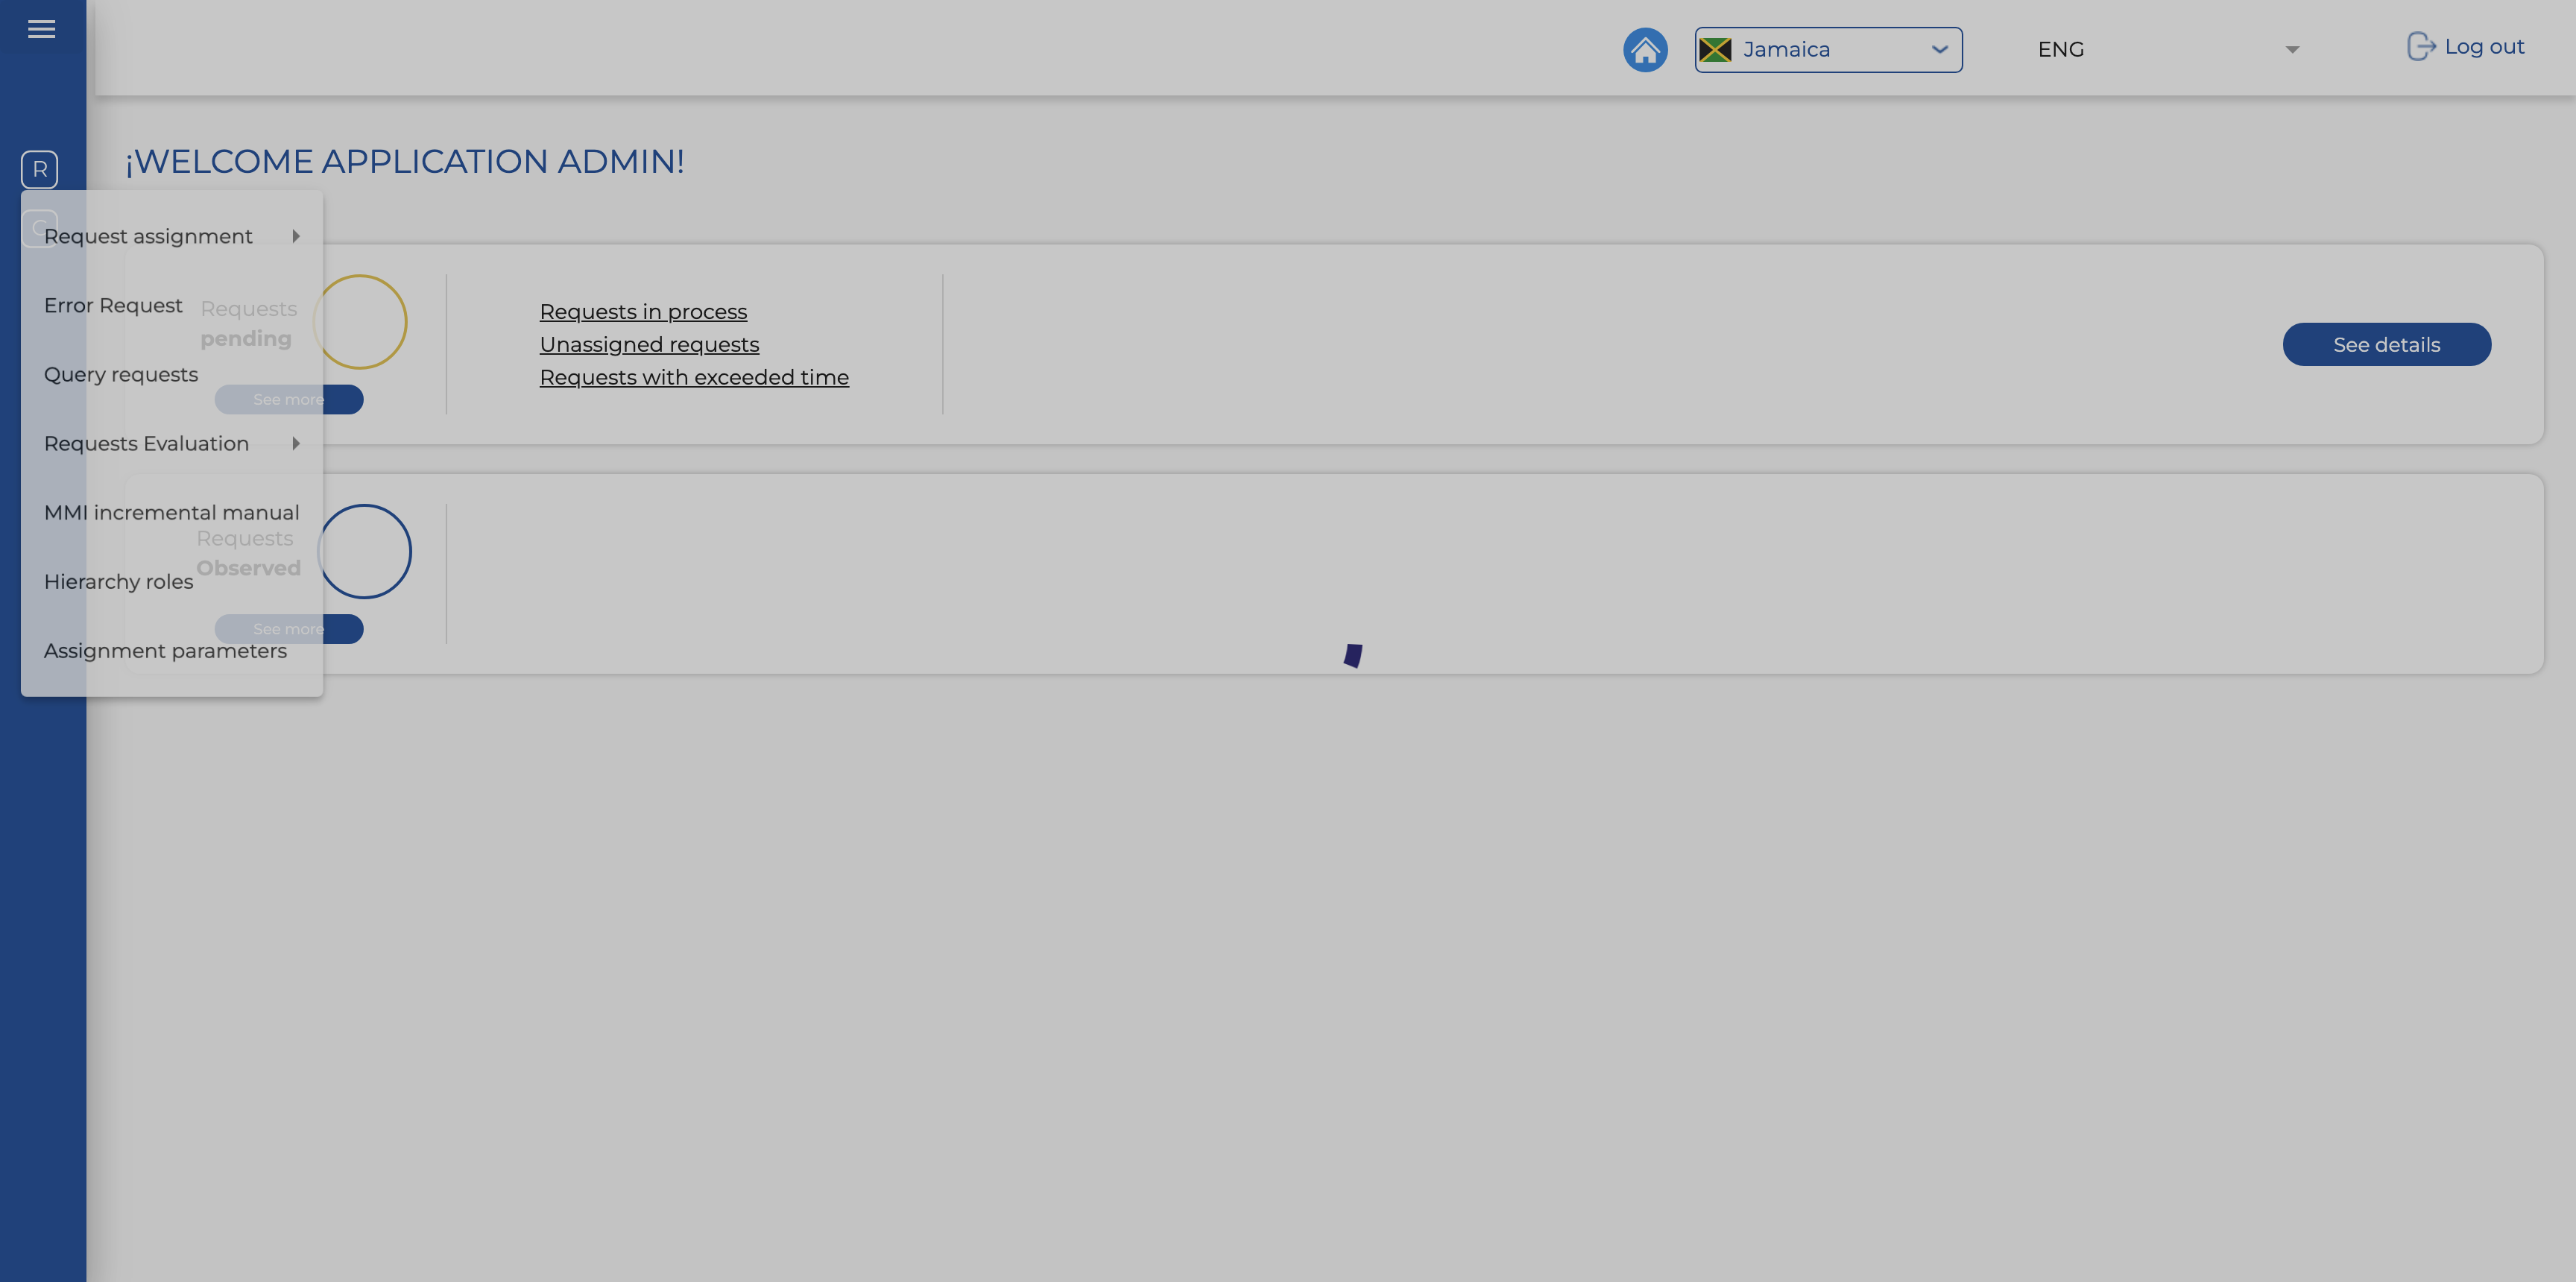 Jamaica
ENG
Log out
R
¡WELCOME APPLICATION ADMIN!
C
Request assignment
Error Request
Query requests
Requests Evaluation
MMI incremental manual
Hierarchy roles
Assignment parameters
Requests
pending
See more
Requests in process
Unassigned requests
Requests with exceeded time
See details
Requests
Observed
See more